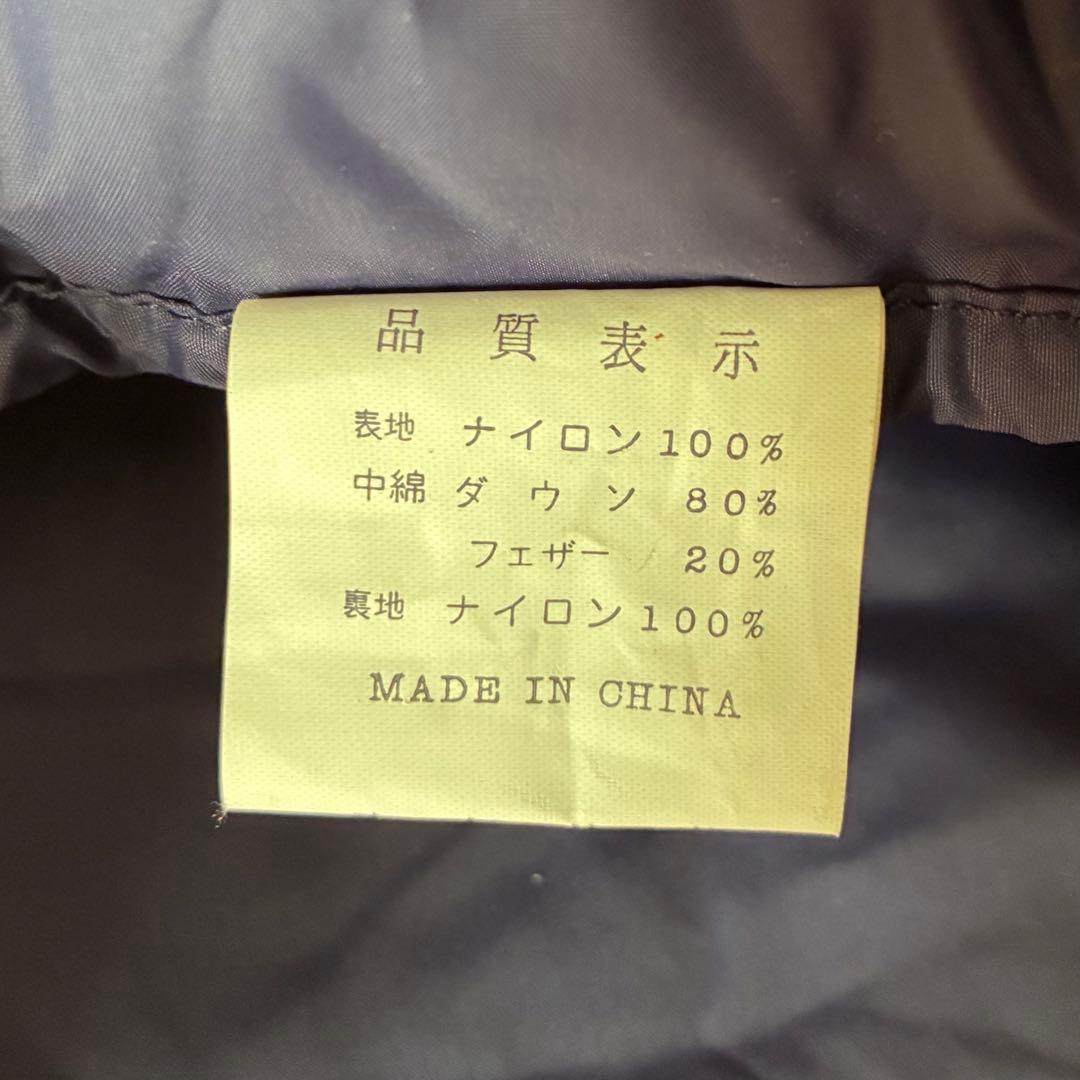 品質表示
表地 ナイロン100%
中綿 ダウン 80%
フェザー 20%
裏地 ナイロン100%
MADE IN CHINA